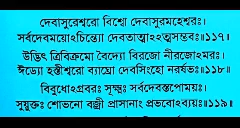 দেবাসুরেশ্বরো বিশ্বো দেবাসুরমহেশ্বরঃ।
সর্বদেবময়োঽচিন্ত্যো দেবতাত্মাঽঽত্মসম্ভবঃ॥১১৭॥
উদ্ভিৎ ত্রিবিক্রমো বৈদ্যো বিরজো নীরজোঽমরঃ।
ঈড্যো হস্তীশ্বরো ব্যাঘ্রো দেবসিংহো নরর্ষভঃ॥১১৮॥
বিবুধোঽগ্রবরঃ সূক্ষ্মঃ সর্বদেবস্তপোময়ঃ।
সুযুক্তঃ শোভনো বজ্রী প্রাসানাং প্রভবোঽব্যয়ঃ॥১১৯॥